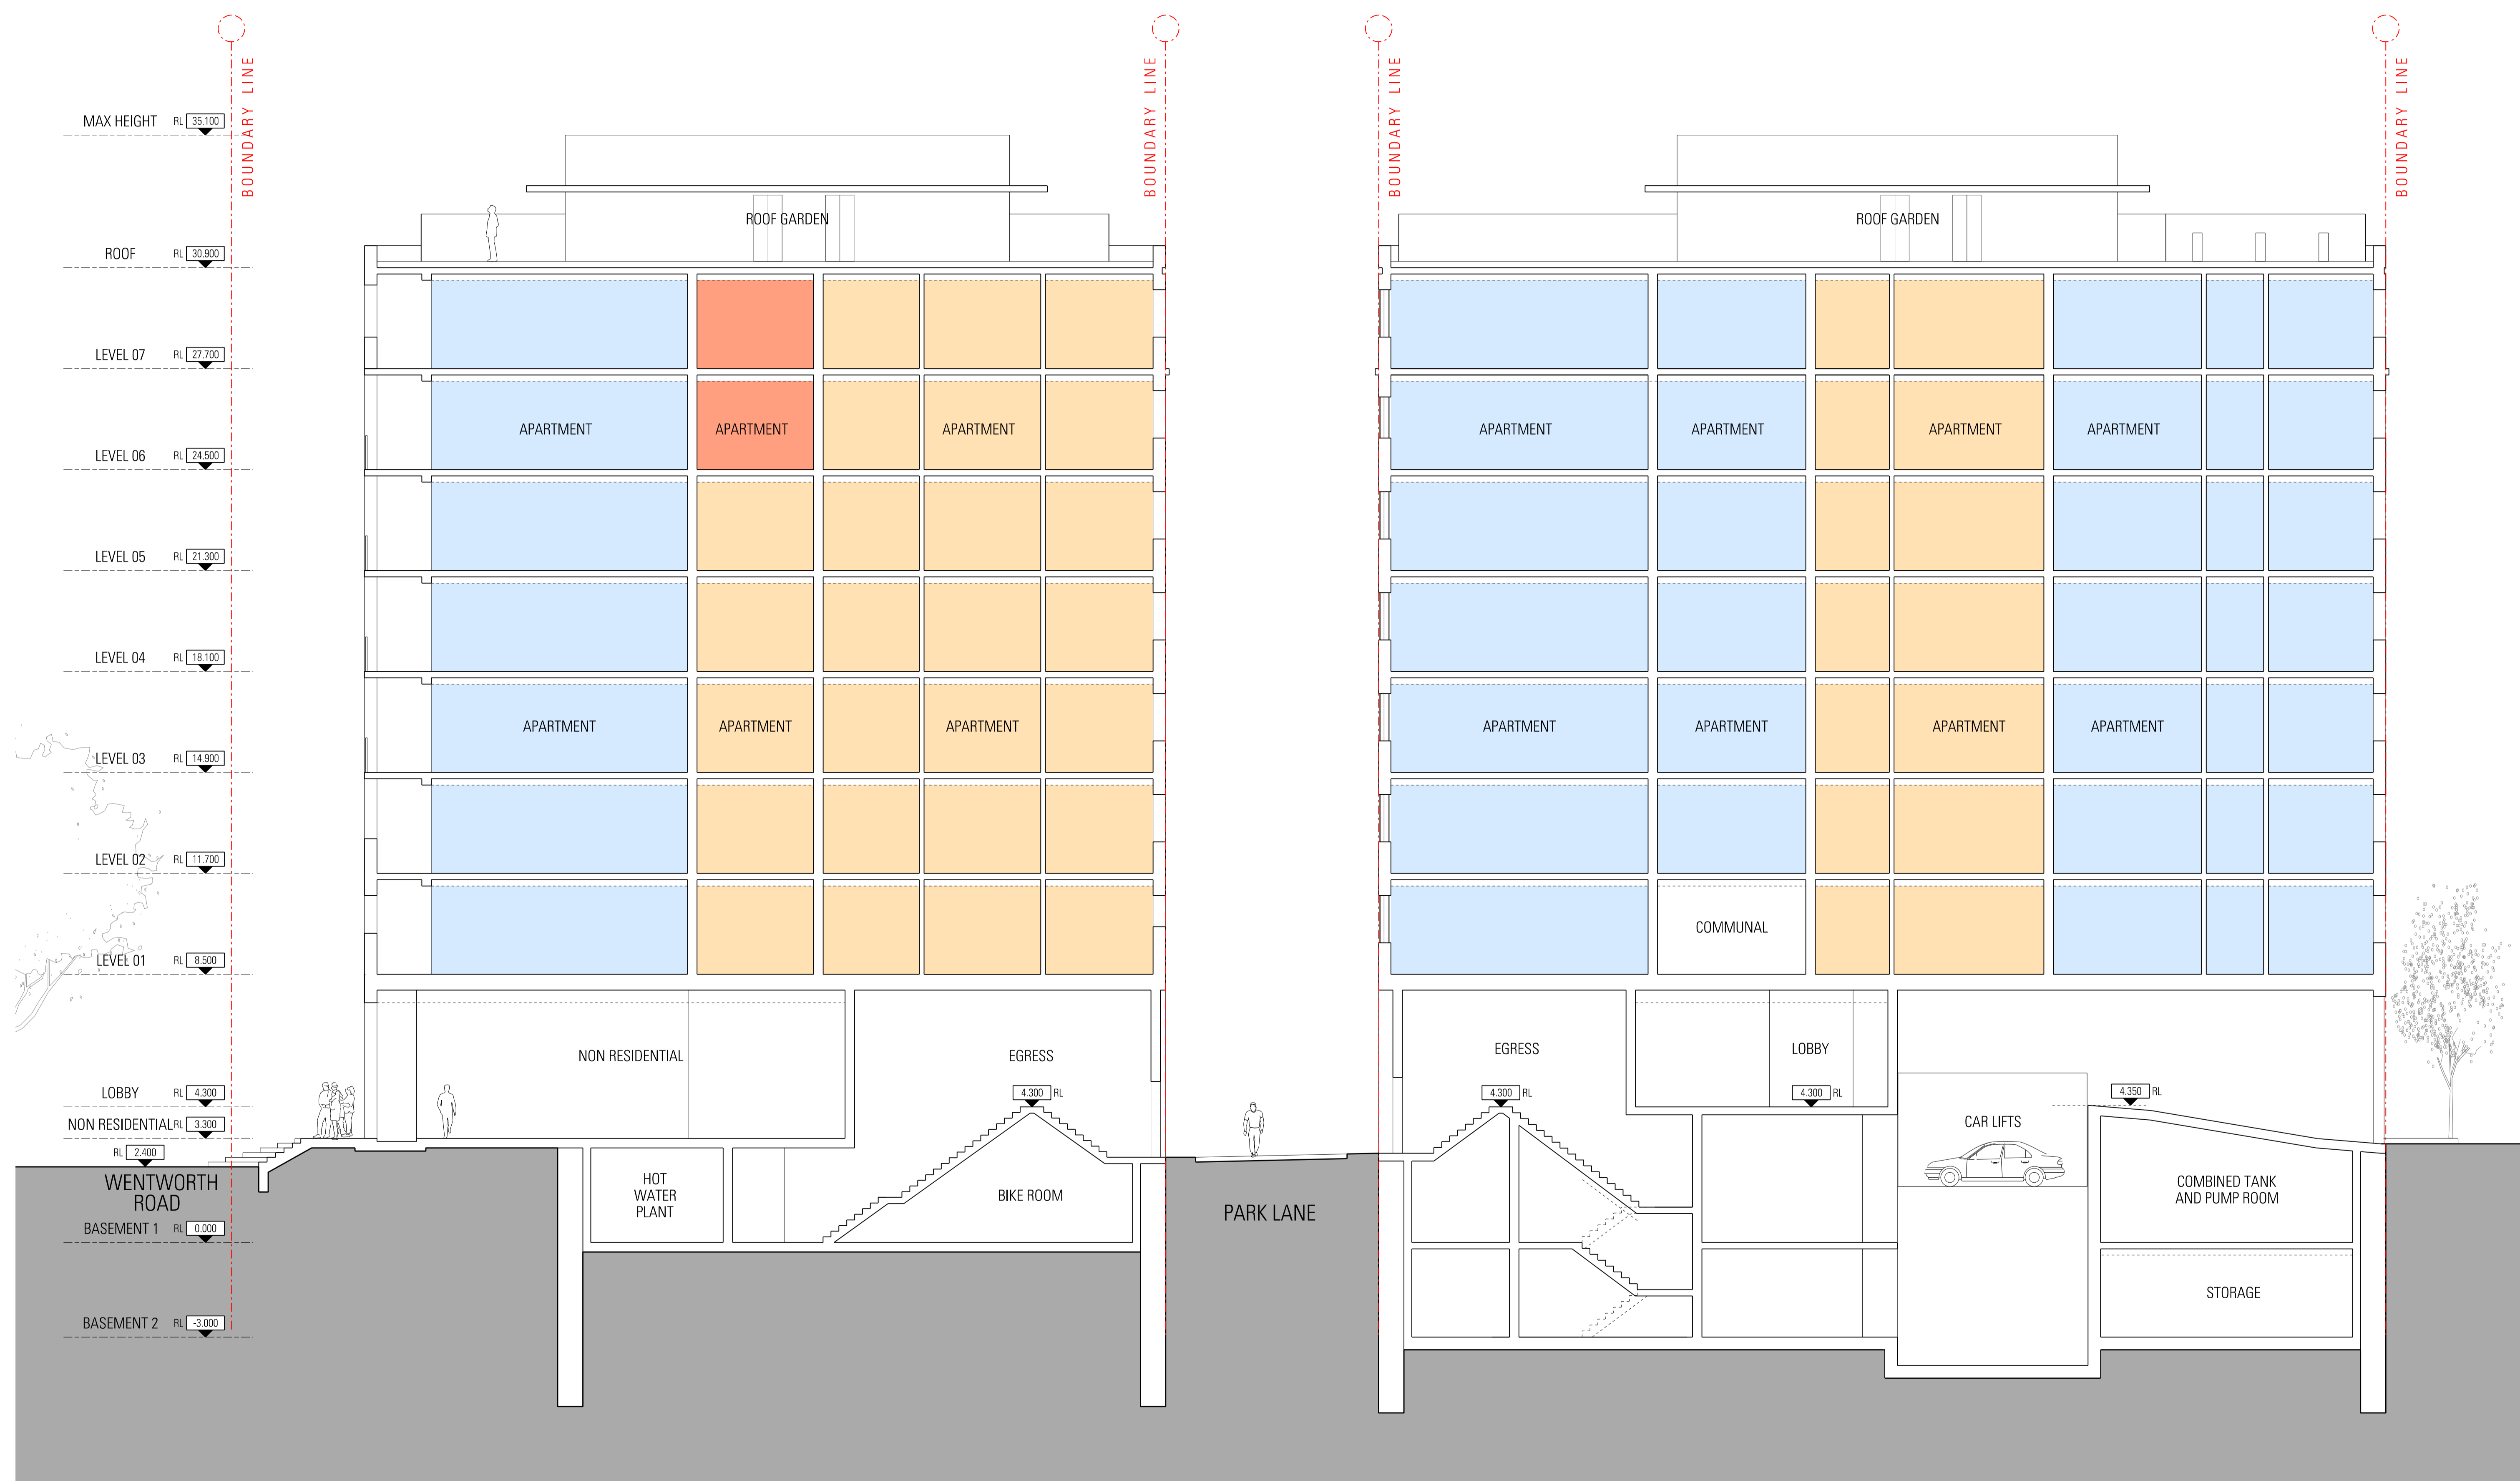 BOUNDARY LINE
BOUNDARY LINE
BOUNDARY LINE
BOUNDARY LINE
MAX HEIGHT RL 35.100
ROOF GARDEN
ROOF GARDEN
ROOF RL 30.900
LEVEL 07 RL 27.700
APARTMENT APARTMENT APARTMENT
APARTMENT APARTMENT APARTMENT APARTMENT
LEVEL 06 RL 24.500
LEVEL 05 RL 21.300
LEVEL 04 RL 18.100
APARTMENT APARTMENT APARTMENT
APARTMENT APARTMENT APARTMENT APARTMENT
LEVEL 03 RL 14.900
LEVEL 02 RL 11.700
COMMUNAL
LEVEL 01 RL 8.500
NON RESIDENTIAL
EGRESS
EGRESS
LOBBY
LOBBY RL 4.300
4.300 RL
4.300 RL
4.300 RL
4.350 RL
NON RESIDENTIAL RL 3.300
CAR LIFTS
RL 2.400
WENTWORTH
ROAD
HOT
WATER
PLANT
BIKE ROOM
PARK LANE
COMBINED TANK
AND PUMP ROOM
BASEMENT 1 RL 0.000
STORAGE
BASEMENT 2 RL -3.000